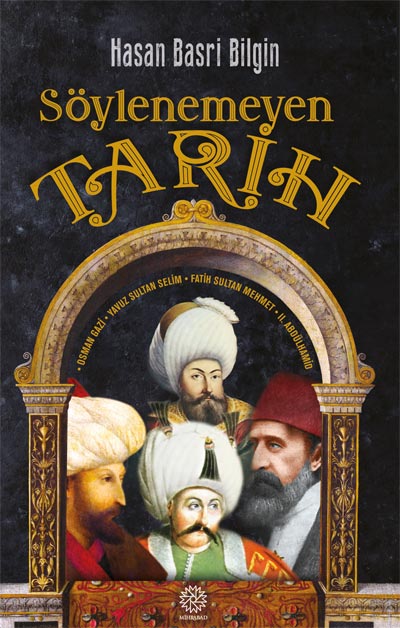 Hasan Basri Bilgin
Söylenemeyen
TARİH
• OSMAN GAZİ • YAVUZ SULTAN SELİM • FATİH SULTAN MEHMET • II. ABDÜLHAMİD
MİHRABAD